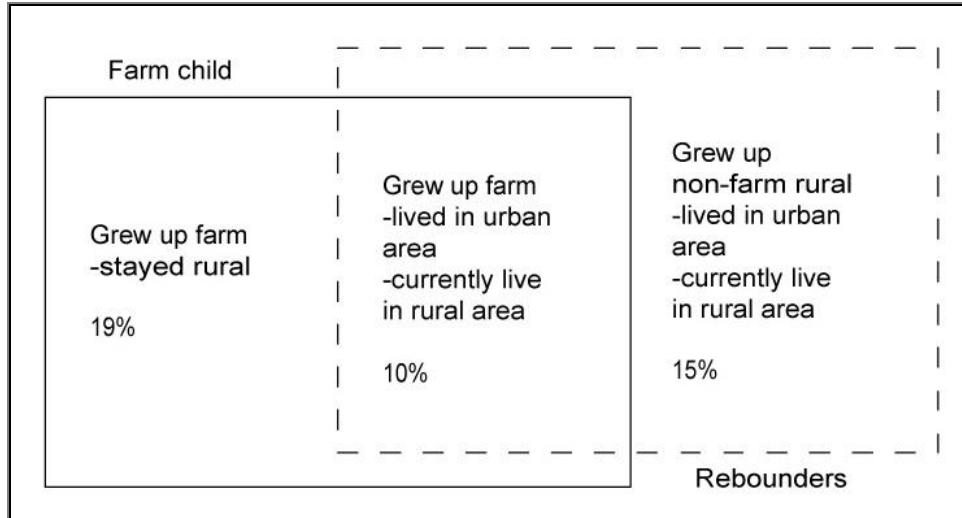 Farm child
Grew up farm
-stayed rural
19%
Grew up farm
-lived in urban
area
-currently live
in rural area
10%
Grew up
non-farm rural
-lived in urban
area
-currently live
in rural area
15%
Rebounders